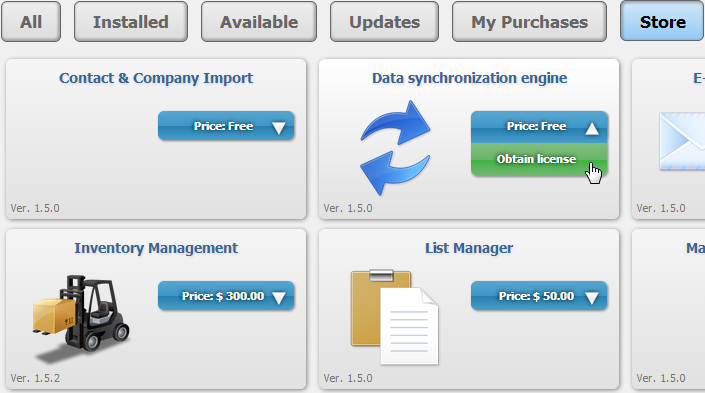 All
Installed
Available
Updates
My Purchases
Store
Contact & Company Import
Price: Free
Ver. 1.5.0
Data synchronization engine
Price: Free
Obtain license
Ver. 1.5.0
E-
Ver. 1.5.0
Inventory Management
Price: $ 300.00
Ver. 1.5.2
List Manager
Price: $ 50.00
Ver. 1.5.0
Ma
Ver. 1.5.0